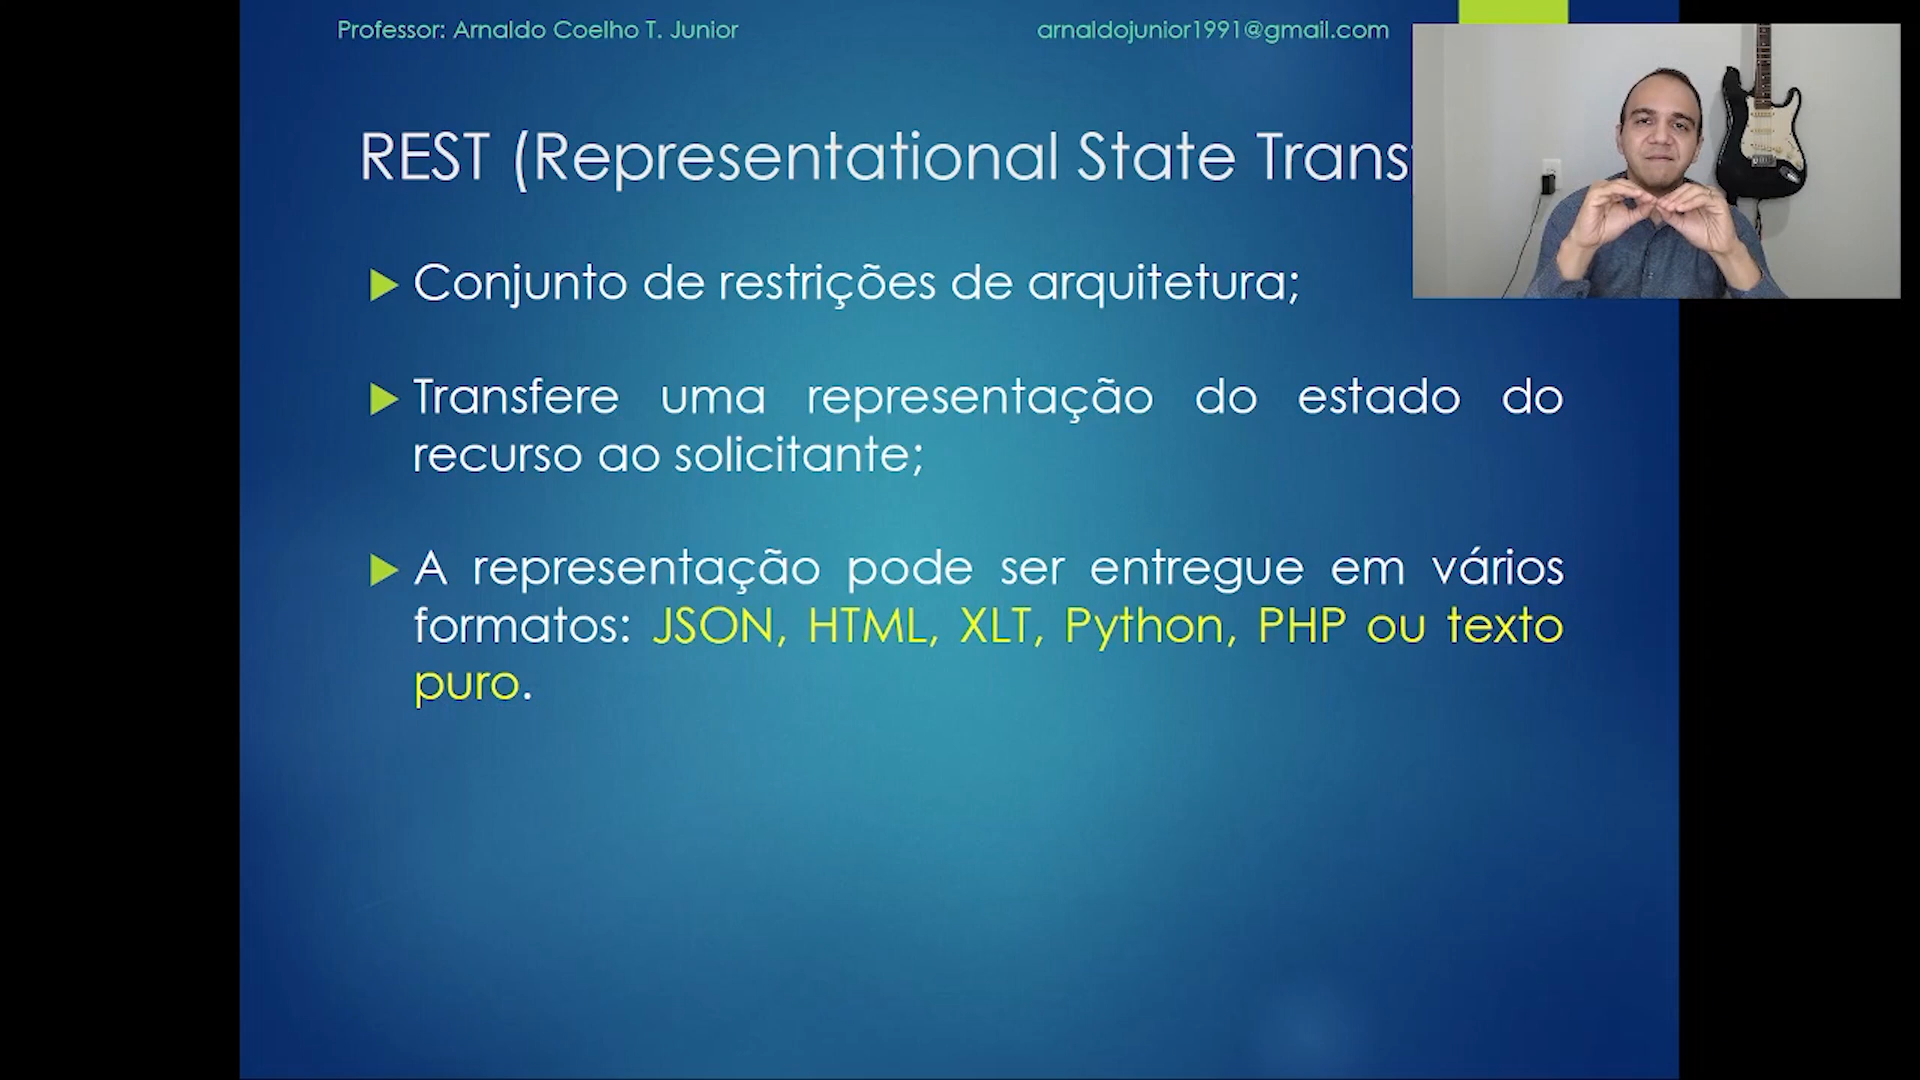 Professor: Arnaldo Coelho T. Junior arnaldojunior1991@gmail.com
REST (Representational State
Conjunto de restrições de arquitetura;
Transfere uma representação do estado do
recurso ao solicitante;
A representação pode ser entregue em vários
formatos: JSON, HTML, XLT, Python, PHP ou texto
puro.